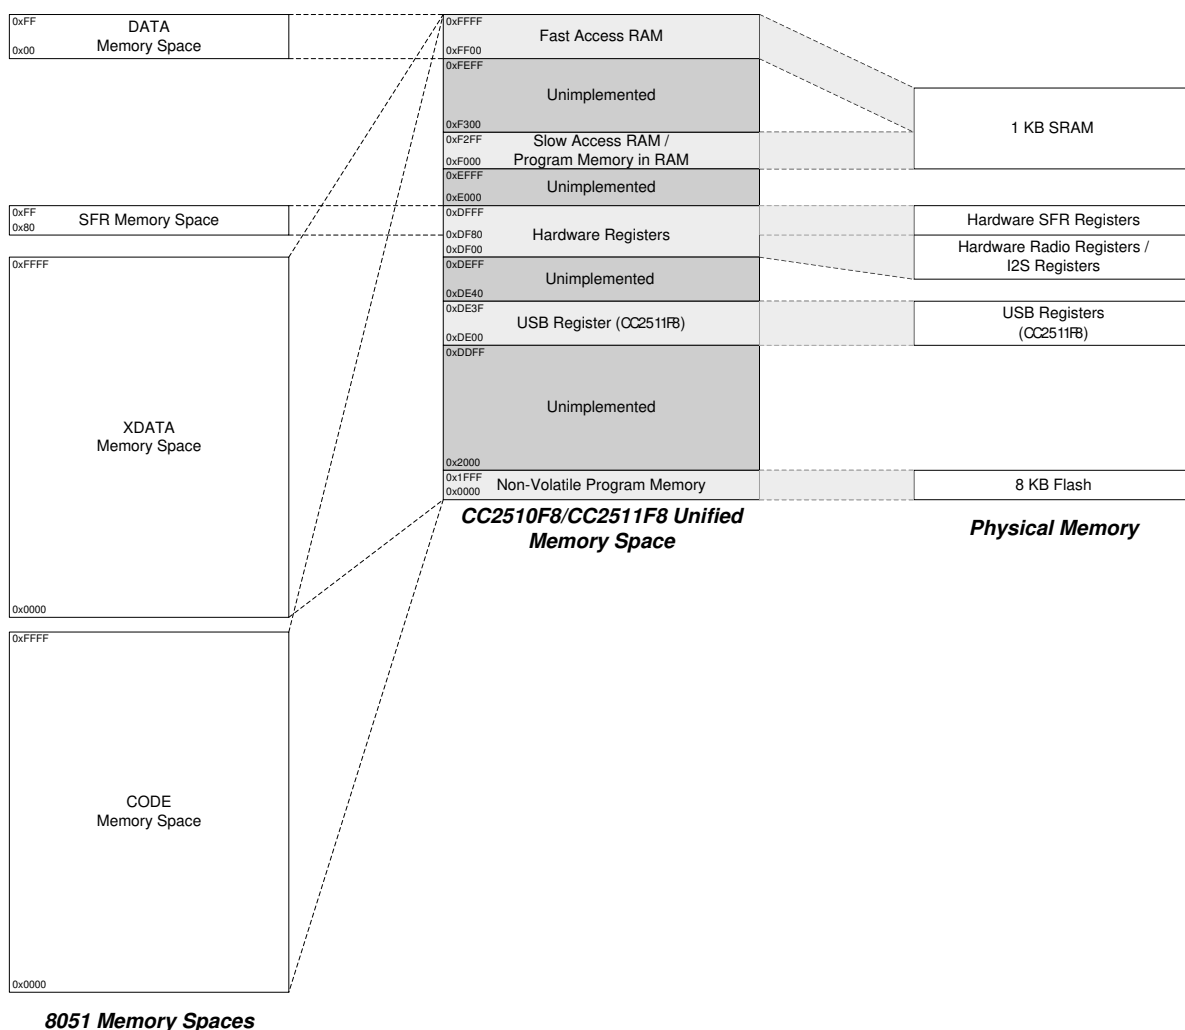 0xFF
DATA
Memory Space
0x00
0xFF
SFR Memory Space
0x80
0xFFFF
XDATA
Memory Space
0x0000
0xFFFF
CODE
Memory Space
0x0000
8051 Memory Spaces
0xFFFF
Fast Access RAM
0xFF00
0xFEFF
Unimplemented
0xF300
0xF2FF
Slow Access RAM /
Program Memory in RAM
0xF000
0xEFFF
Unimplemented
0xE000
0xDFFF
0xDF80
Hardware Registers
0xDF00
0xDEFF
Unimplemented
0xDE40
0xDE3F
USB Register (CC2511F8)
0xDE00
0xDDFF
Unimplemented
0x2000
0x1FFF
Non-Volatile Program Memory
0x0000
CC2510F8/CC2511F8 Unified
Memory Space
1 KB SRAM
Hardware SFR Registers
Hardware Radio Registers /
I2S Registers
USB Registers
(CC2511F8)
8 KB Flash
Physical Memory